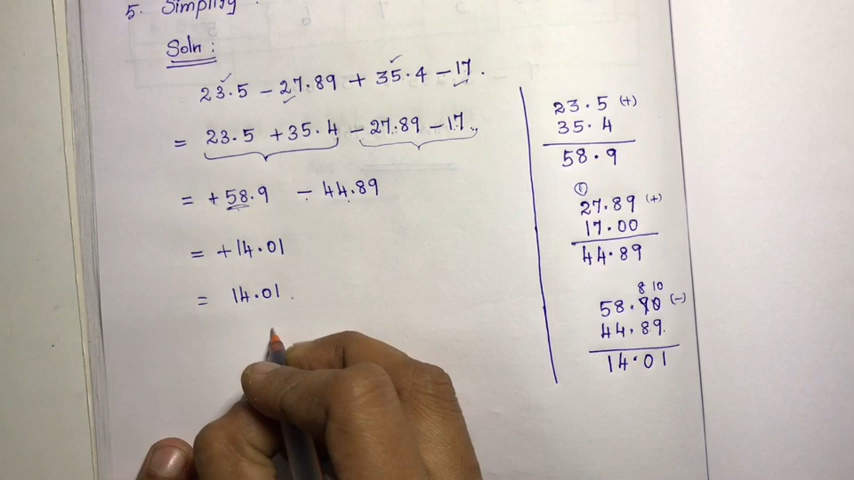 5. Simplify.
Soln :
23.5 - 27.89 + 35.4 - 17.
= 23.5 + 35.4 - 27.89 - 17.
= + 58.9 - 44.89
= + 14.01
= 14.01.
23.5 (+)
35.4
58.9
①
27.89 (+)
17.00
44.89
8 10
58.90 (-)
44.89
14.01